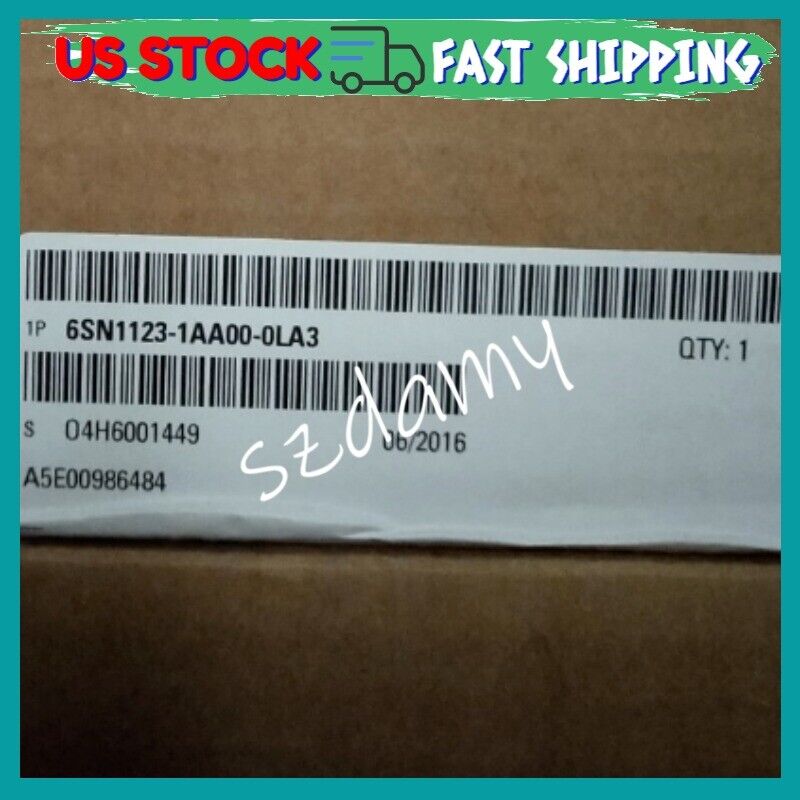 US STOCK FAST SHIPPING
1P 6SN1123-1AA00-0LA3
QTY: 1
S 04H6001449 06/2016
A5E00986484
szdamy